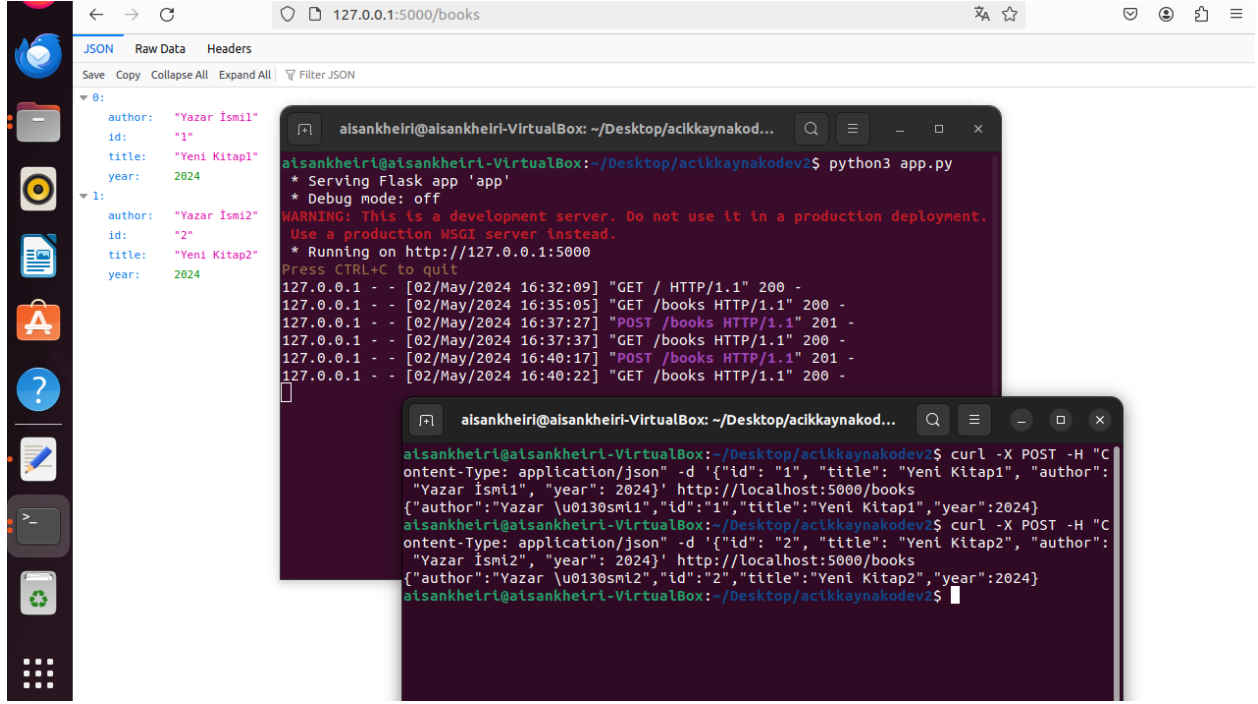 127.0.0.1:5000/books
JSON Raw Data Headers
Save Copy Collapse All Expand All Filter JSON
0:
author: "Yazar İsmi1"
id: "1"
title: "Yeni Kitap1"
year: 2024
1:
author: "Yazar İsmi2"
id: "2"
title: "Yeni Kitap2"
year: 2024
aisankheiri@aisankheiri-VirtualBox: ~/Desktop/acikkaynakod...
aisankheiri@aisankheiri-VirtualBox:~/Desktop/acikkaynakodev2$ python3 app.py
* Serving Flask app 'app'
* Debug mode: off
WARNING: This is a development server. Do not use it in a production deployment.
Use a production WSGI server instead.
* Running on http://127.0.0.1:5000
Press CTRL+C to quit
127.0.0.1 - - [02/May/2024 16:32:09] "GET / HTTP/1.1" 200 -
127.0.0.1 - - [02/May/2024 16:35:05] "GET /books HTTP/1.1" 200 -
127.0.0.1 - - [02/May/2024 16:37:27] "POST /books HTTP/1.1" 201 -
127.0.0.1 - - [02/May/2024 16:37:37] "GET /books HTTP/1.1" 200 -
127.0.0.1 - - [02/May/2024 16:40:17] "POST /books HTTP/1.1" 201 -
127.0.0.1 - - [02/May/2024 16:40:22] "GET /books HTTP/1.1" 200 -
aisankheiri@aisankheiri-VirtualBox: ~/Desktop/acikkaynakod...
aisankheiri@aisankheiri-VirtualBox:~/Desktop/acikkaynakodev2$ curl -X POST -H "C
ontent-Type: application/json" -d '{"id": "1", "title": "Yeni Kitap1", "author":
"Yazar İsmi1", "year": 2024}' http://localhost:5000/books
{"author":"Yazar \u0130smi1","id":"1","title":"Yeni Kitap1","year":2024}
aisankheiri@aisankheiri-VirtualBox:~/Desktop/acikkaynakodev2$ curl -X POST -H "C
ontent-Type: application/json" -d '{"id": "2", "title": "Yeni Kitap2", "author":
"Yazar İsmi2", "year": 2024}' http://localhost:5000/books
{"author":"Yazar \u0130smi2","id":"2","title":"Yeni Kitap2","year":2024}
aisankheiri@aisankheiri-VirtualBox:~/Desktop/acikkaynakodev2$